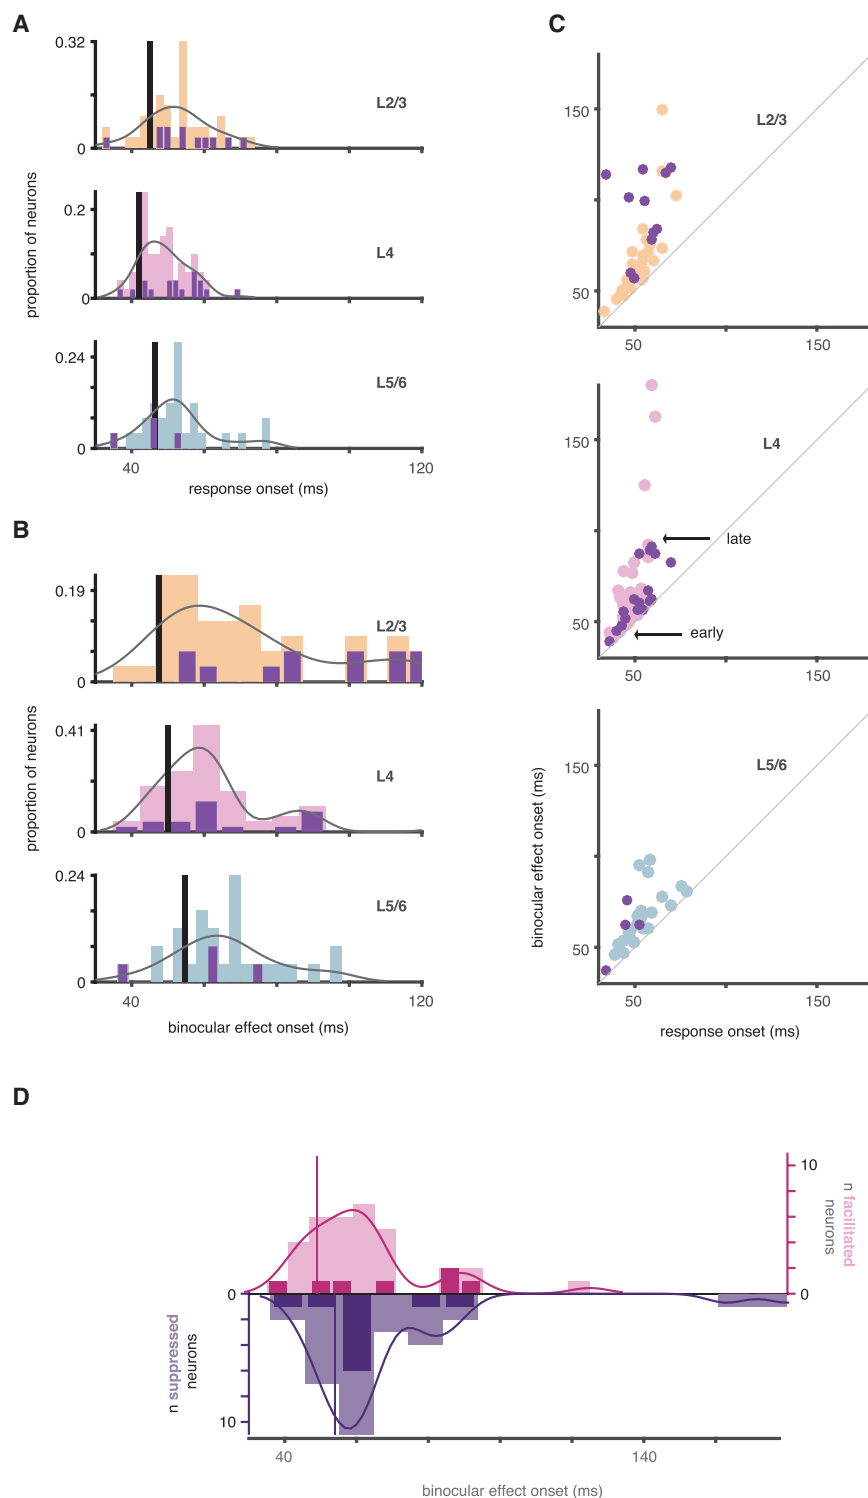 A
0.32
L2/3
0
0.2
L4
0
proportion of neurons
0.24
L5/6
0
40
120
response onset (ms)
B
0.19
L2/3
0
0.41
L4
0
proportion of neurons
0.24
L5/6
0
40
120
binocular effect onset (ms)
C
150
L2/3
50
50
150
150
L4
late
50
early
50
150
150
L5/6
50
50
150
binocular effect onset (ms)
response onset (ms)
D
10
0
n facilitated
neurons
0
10
n suppressed
neurons
40
140
binocular effect onset (ms)